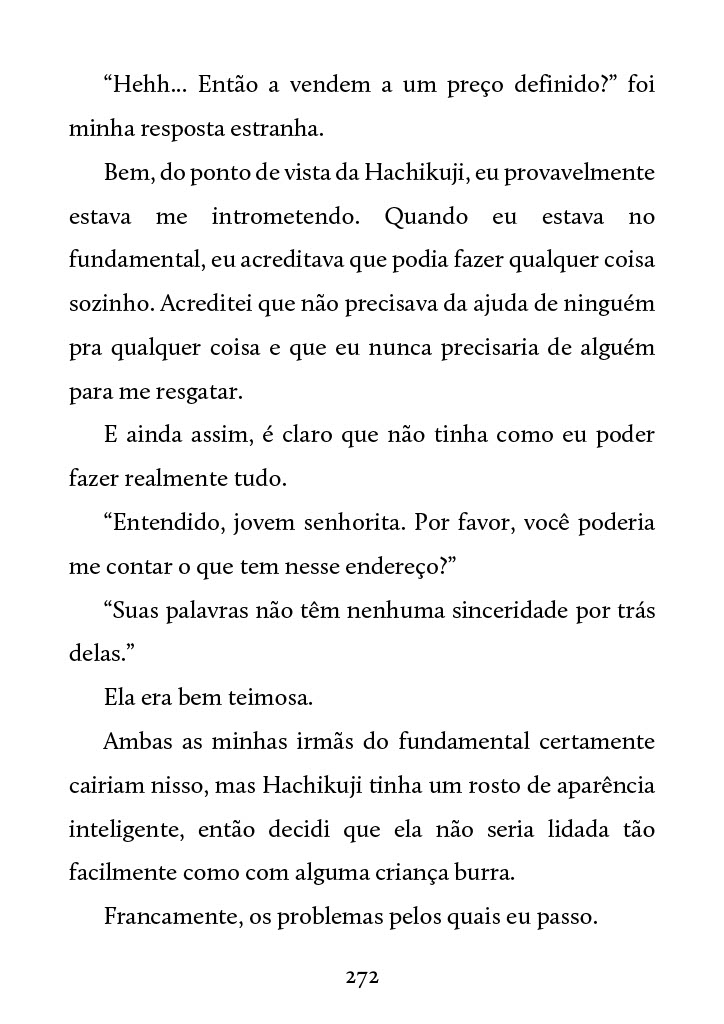 “Hehh... Então a vendem a um preço definido?” foi
minha resposta estranha.
Bem, do ponto de vista da Hachikuji, eu provavelmente
estava me intrometendo. Quando eu estava no
fundamental, eu acreditava que podia fazer qualquer coisa
sozinho. Acreditei que não precisava da ajuda de ninguém
pra qualquer coisa e que eu nunca precisaria de alguém
para me resgatar.
E ainda assim, é claro que não tinha como eu poder
fazer realmente tudo.
“Entendido, jovem senhorita. Por favor, você poderia
me contar o que tem nesse endereço?”
“Suas palavras não têm nenhuma sinceridade por trás
delas.”
Ela era bem teimosa.
Ambas as minhas irmãs do fundamental certamente
cairiam nisso, mas Hachikuji tinha um rosto de aparência
inteligente, então decidi que ela não seria lidada tão
facilmente como com alguma criança burra.
Francamente, os problemas pelos quais eu passo.
272